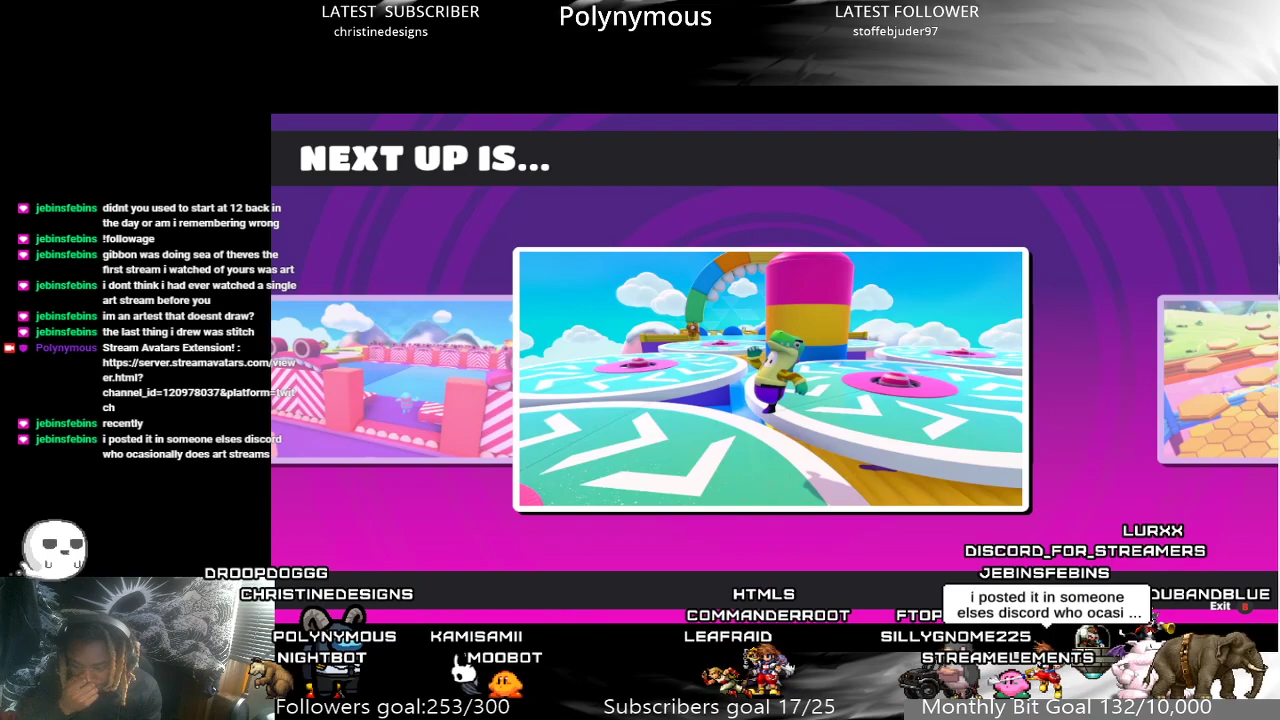 LATEST SUBSCRIBER
christinedesigns
Polynymous
LATEST FOLLOWER
stoffebjuder97
NEXT UP IS...
jebinsfebins didnt you used to start at 12 back in
the day or am i remembering wrong
jebinsfebins !followage
jebinsfebins gibbon was doing sea of theves the
first stream i watched of yours was art
jebinsfebins i dont think i had ever watched a single
art stream before you
jebinsfebins im an artest that doesnt draw?
jebinsfebins the last thing i drew was stitch
Polynymous Stream Avatars Extension! :
https://server.streamavatars.com/view
er.html?
channel_id=120978037&platform=twit
ch
jebinsfebins recently
jebinsfebins i posted it in someone elses discord
who ocasionally does art streams
LURXX
DISCORD_FOR_STREAMERS
DROOPDOGGG
JEBINSFEBINS
CHRISTINEDESIGNS
HTMLS
i posted it in someone
elses discord who ocasi ...
DUBANDBLUE
Exit B
COMMANDERROOT
FTOP
POLYNYMOUS
KAMISAMII
LEAFRAID
SILLYGNOME225
NIGHTBOT
MOOBOT
STREAMELEMENTS
Followers goal:253/300
Subscribers goal 17/25
Monthly Bit Goal 132/10,000